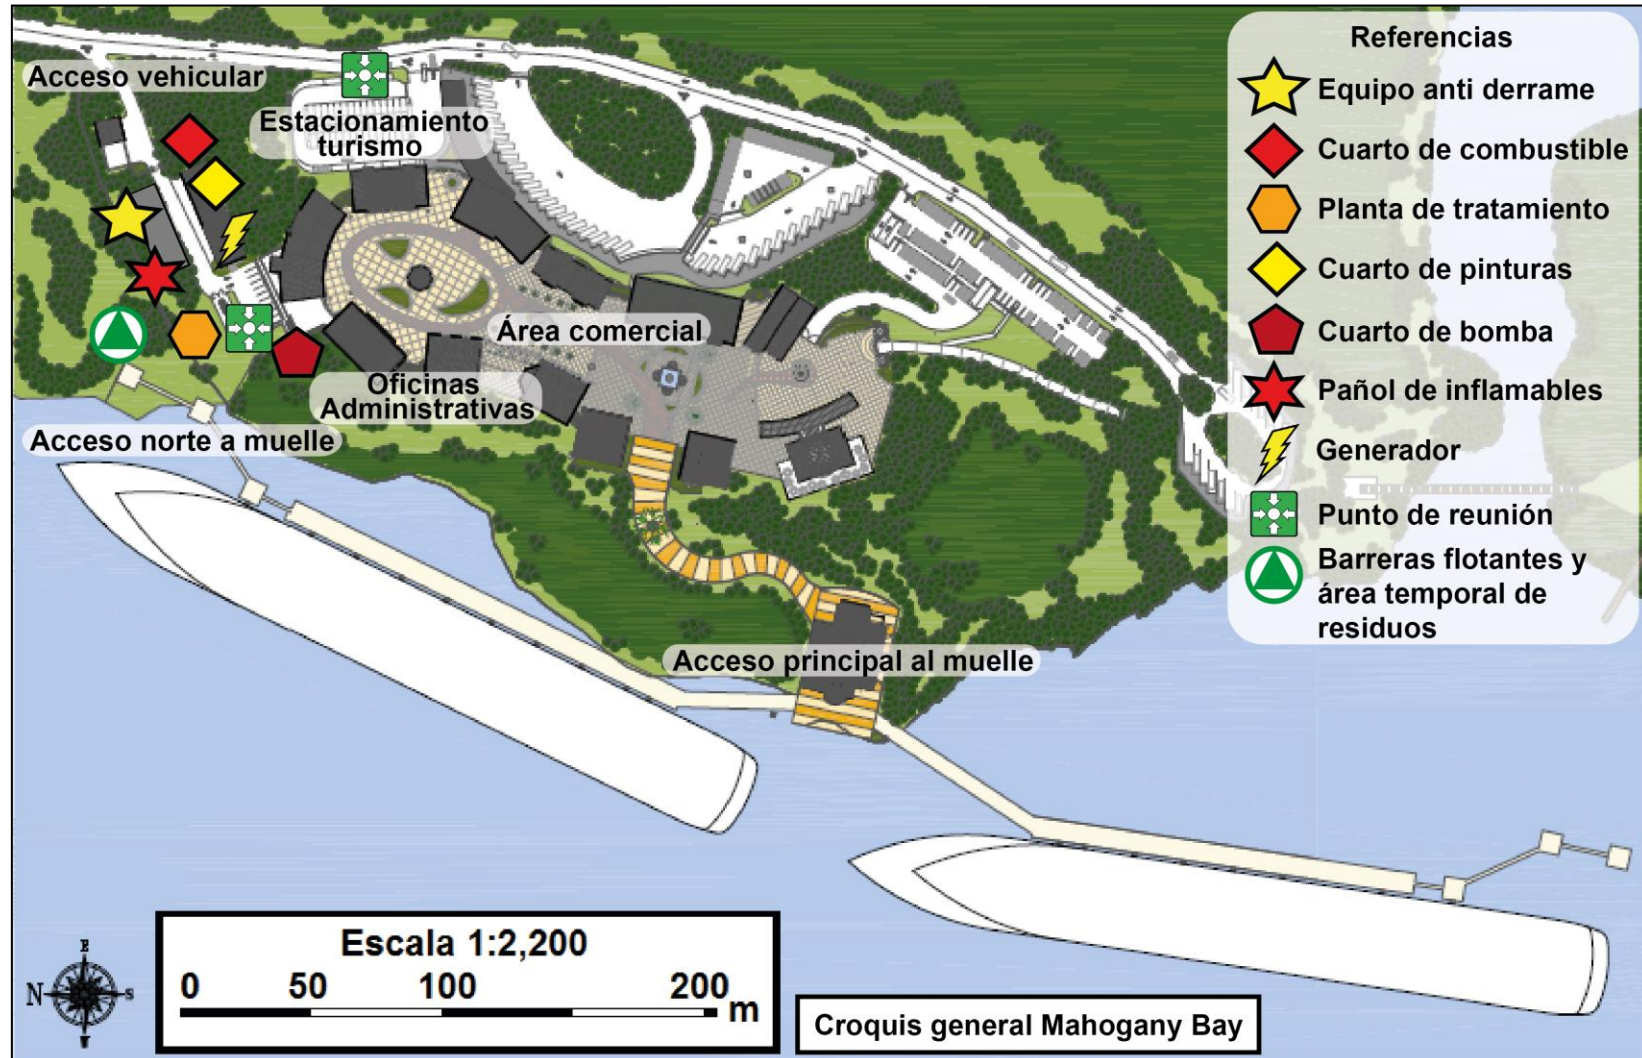 Acceso vehicular
Estacionamiento
turismo
Área comercial
Oficinas
Administrativas
Acceso norte a muelle
Acceso principal al muelle
Referencias
Equipo anti derrame
Cuarto de combustible
Planta de tratamiento
Cuarto de pinturas
Cuarto de bomba
Pañol de inflamables
Generador
Punto de reunión
Barreras flotantes y
área temporal de
residuos
E
N
S
W
Escala 1:2,200
0 50 100 200
m
Croquis general Mahogany Bay